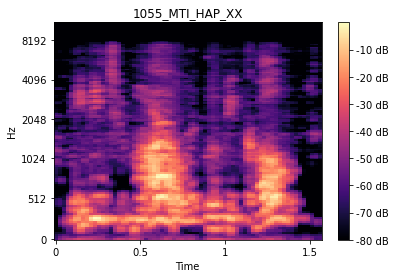 1055_MTI_HAP_XX
8192
4096
2048
1024
512
0
Hz
0
0.5
1
1.5
Time
-10 dB
-20 dB
-30 dB
-40 dB
-50 dB
-60 dB
-70 dB
-80 dB